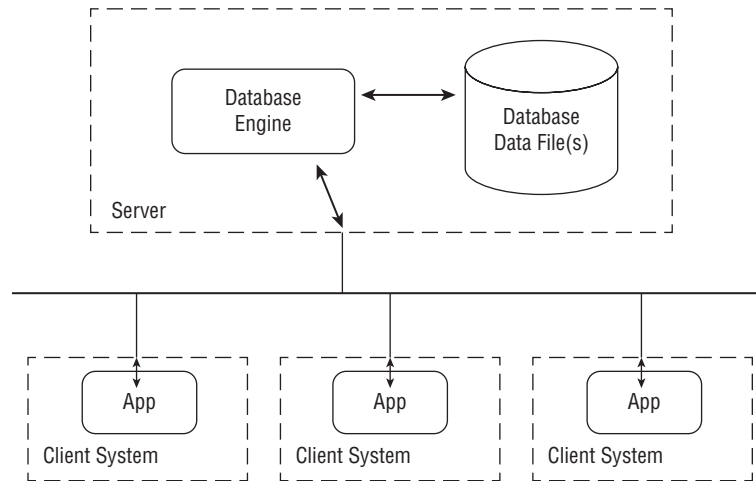 Database
Engine
Database
Data File(s)
Server
App
Client System
App
Client System
App
Client System